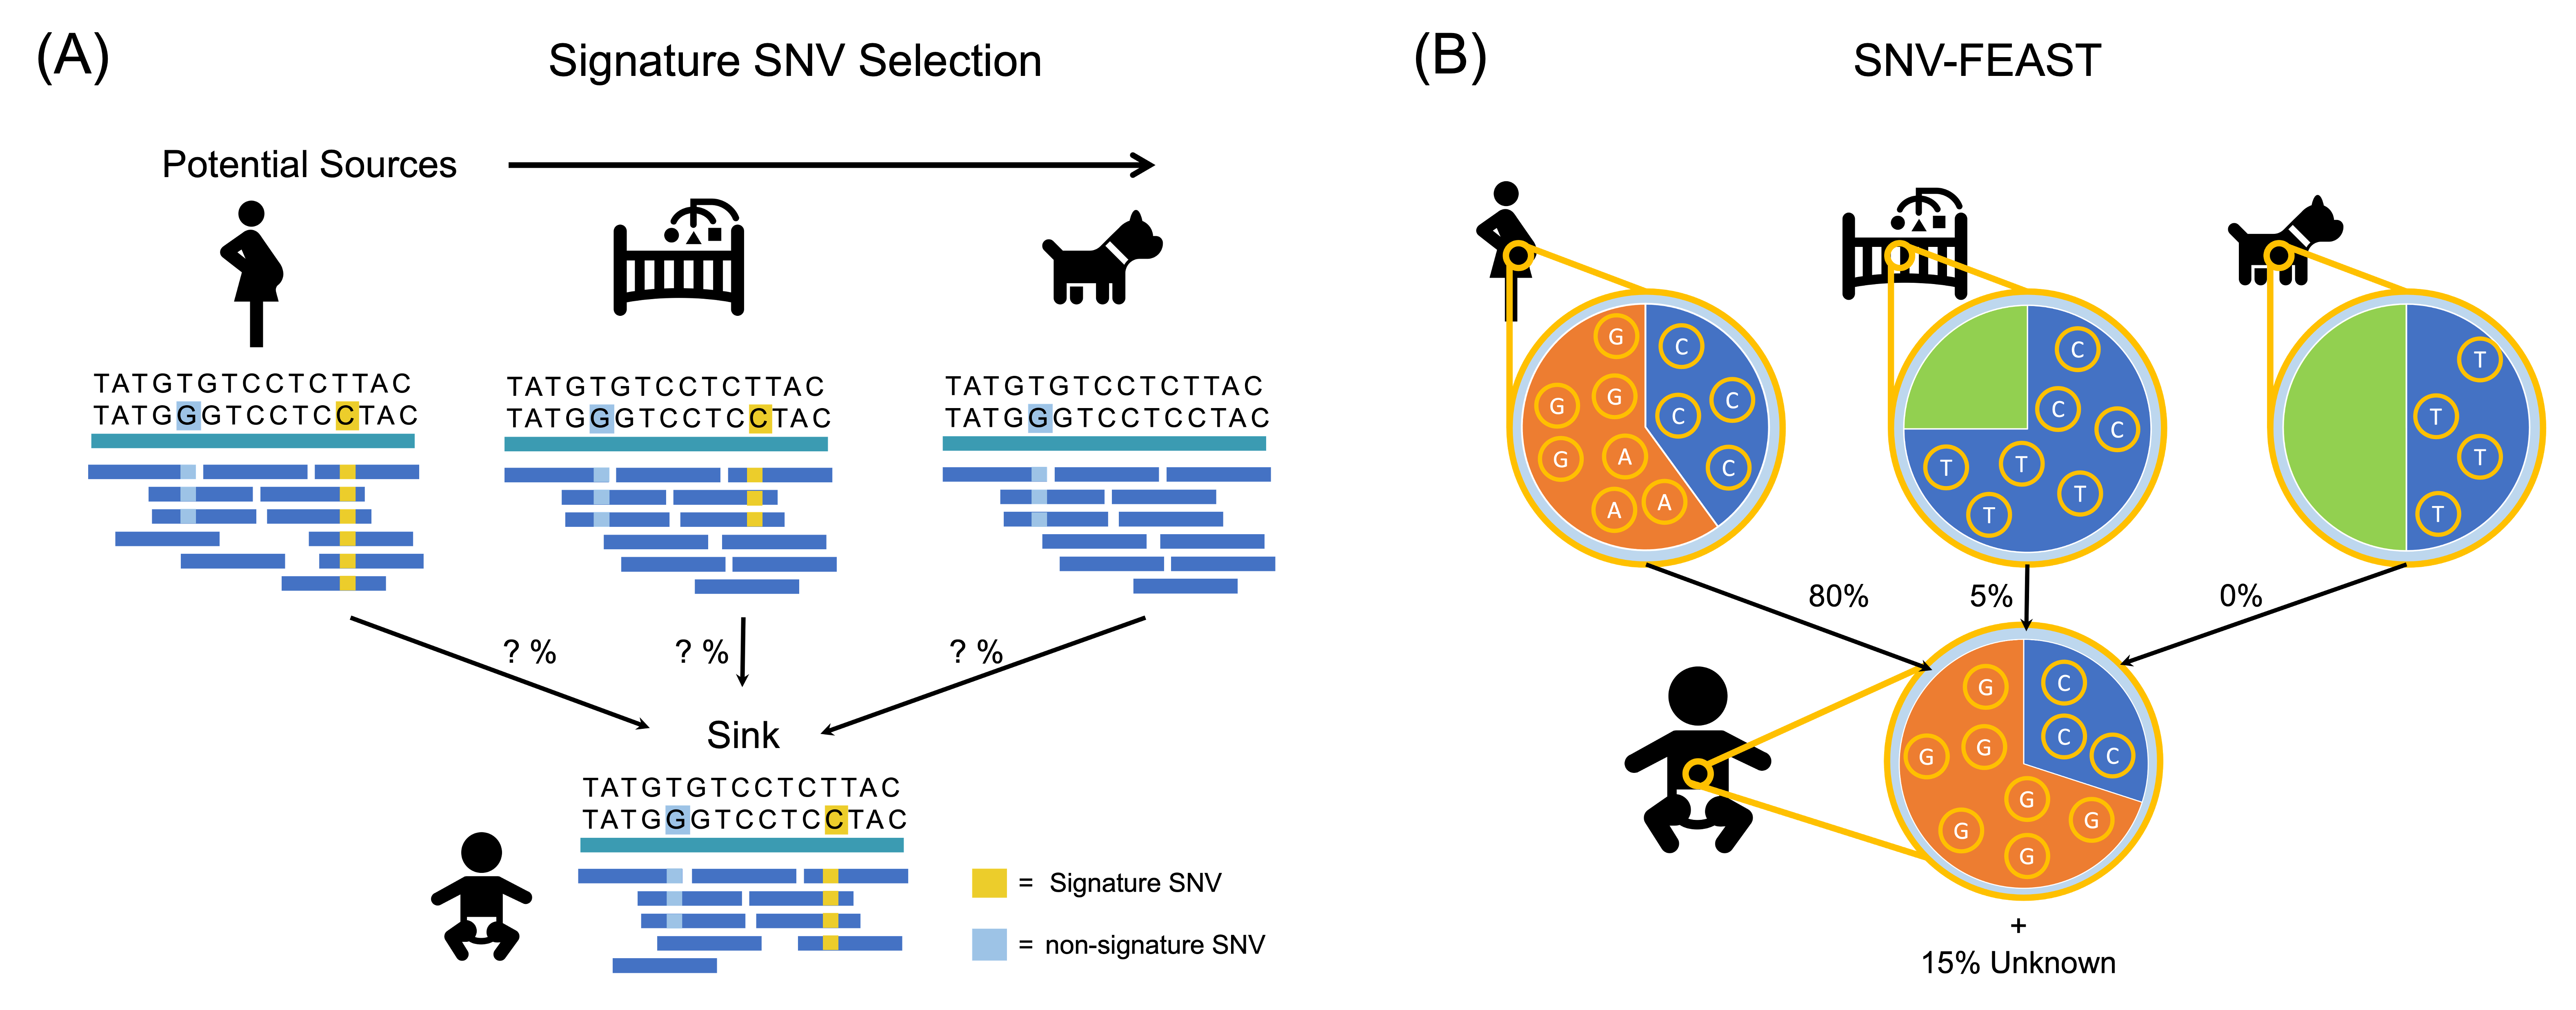 (A)
Signature SNV Selection
Potential Sources
TATGTGTCCTCTTAC
TATGGGTCCTCCTAC
TATGTGTCCTCTTAC
TATGGGTCCTCCTAC
TATGTGTCCTCTTAC
TATGGGTCCTCCTAC
? %
? %
? %
Sink
TATGTGTCCTCTTAC
TATGGGTCCTCCTAC
= Signature SNV
= non-signature SNV
(B)
SNV-FEAST
G
G
G
G
A
A
A
C
C
C
C
C
C
C
T
T
T
T
T
T
T
T
80%
5%
0%
G
G
G
G
G
G
G
C
C
C
+
15% Unknown